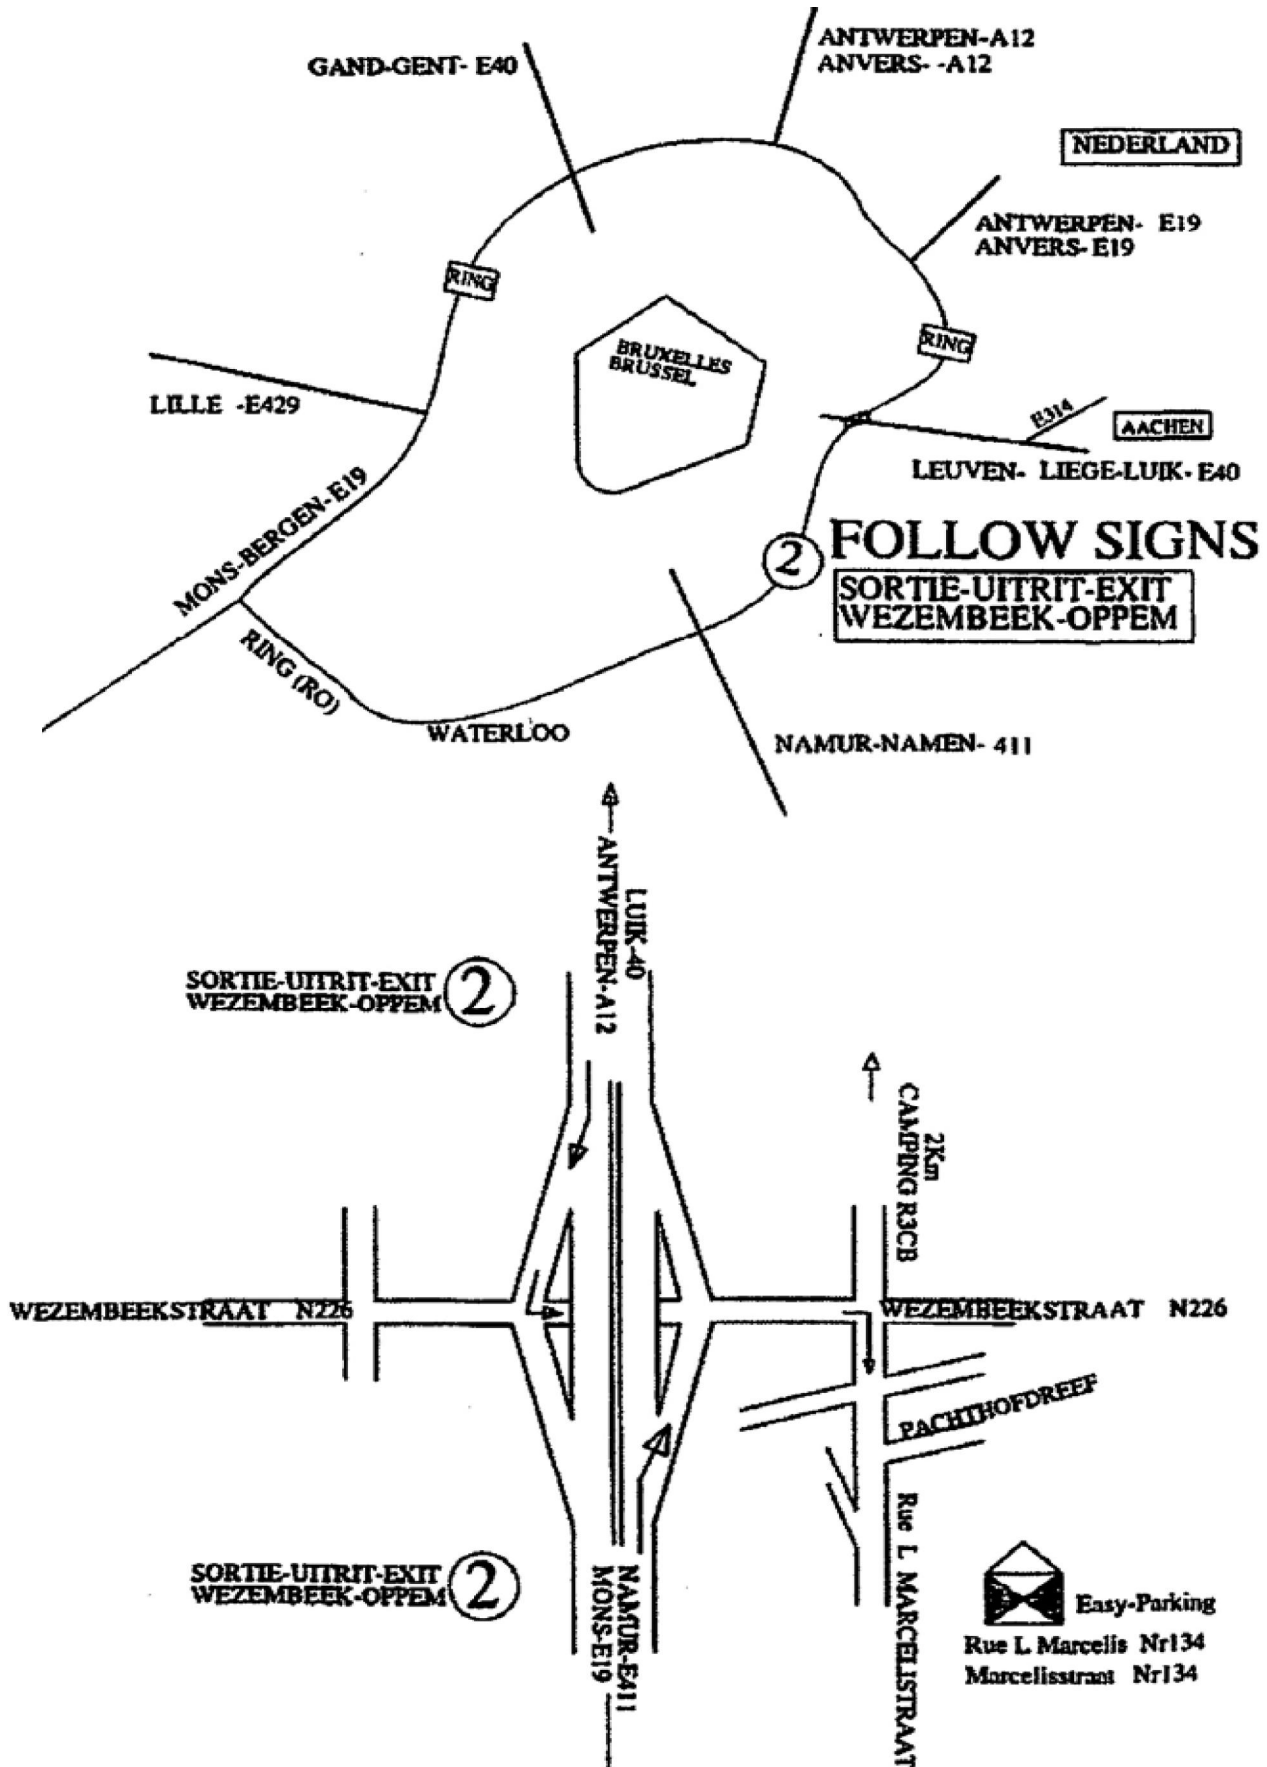 ANTWERPEN-A12
ANVERS- -A12
GAND-GENT- E40
NEDERLAND
ANTWERPEN- E19
ANVERS-E19
RING
RING
BRUXELLES
BRUSSEL
LILLE -E429
E314
AACHEN
LEUVEN- LIEGE-LUIK-E40
MONS-BERGEN-E19
2
FOLLOW SIGNS
SORTIE-UITRIT-EXIT
WEZEMBEEK-OPPEM
RING (RO)
WATERLOO
NAMUR-NAMEN- 411
LUIK-40
ANTWERPEN-A12
SORTIE-UITRIT-EXIT
WEZEMBEEK-OPPEM
2
2Km
CAMPING R3CB
WEZEMBEEKSTRAAT N226
WEZEMBEEKSTRAAT N226
PACHTHOFDREEF
Rue L MARCELISTRAAT
SORTIE-UITRIT-EXIT
WEZEMBEEK-OPPEM
2
NAMUR-E411
MONS-E19
Easy-Parking
Rue L. Marcelis Nr134
Marcelisstraat Nr134